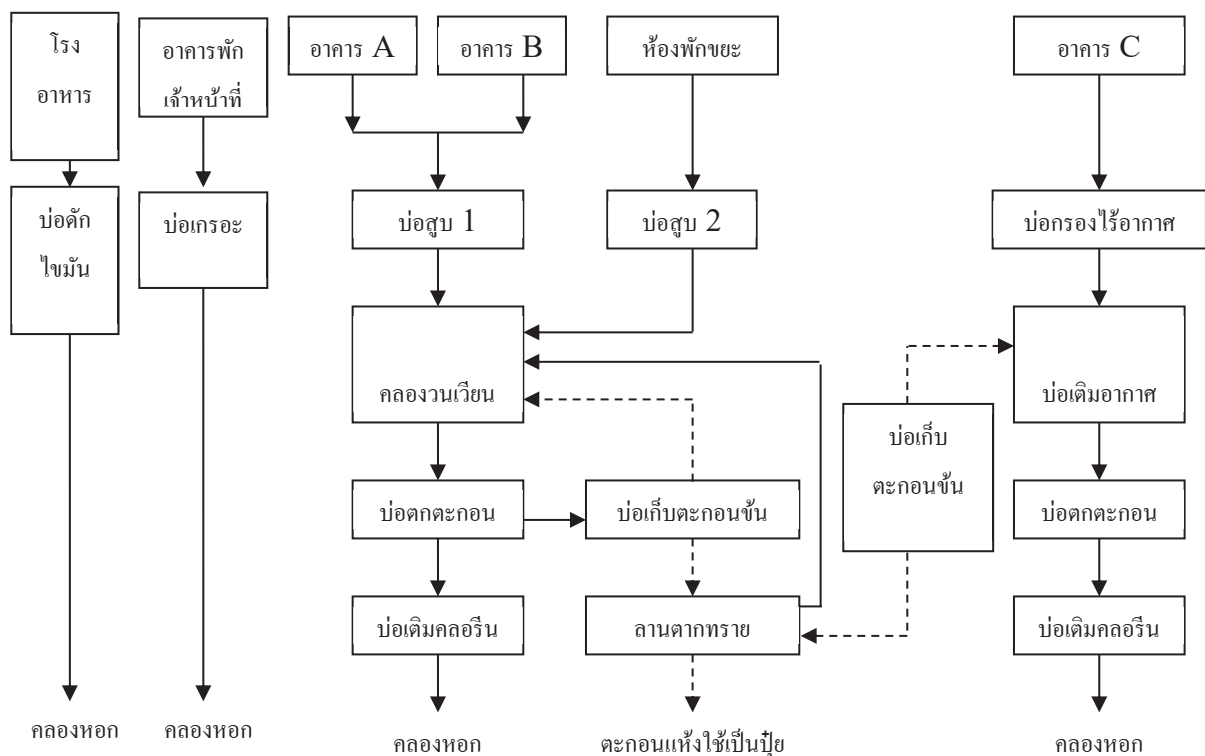 โรง
อาหาร
อาคารพัก
เจ้าหน้าที่
อาคาร A
อาคาร B
ห้องพักขยะ
อาคาร C
บ่อดัก
ไขมัน
บ่อเกรอะ
บ่อสูบ 1
บ่อสูบ 2
บ่อกรองไร้อากาศ
คลองวนเวียน
บ่อเติมอากาศ
บ่อเก็บ
ตะกอนข้น
บ่อตกตะกอน
บ่อเก็บตะกอนข้น
บ่อตกตะกอน
บ่อเติมคลอรีน
ลานตากทราย
บ่อเติมคลอรีน
คลองหอก
คลองหอก
คลองหอก
ตะกอนแห้งใช้เป็นปุ๋ย
คลองหอก